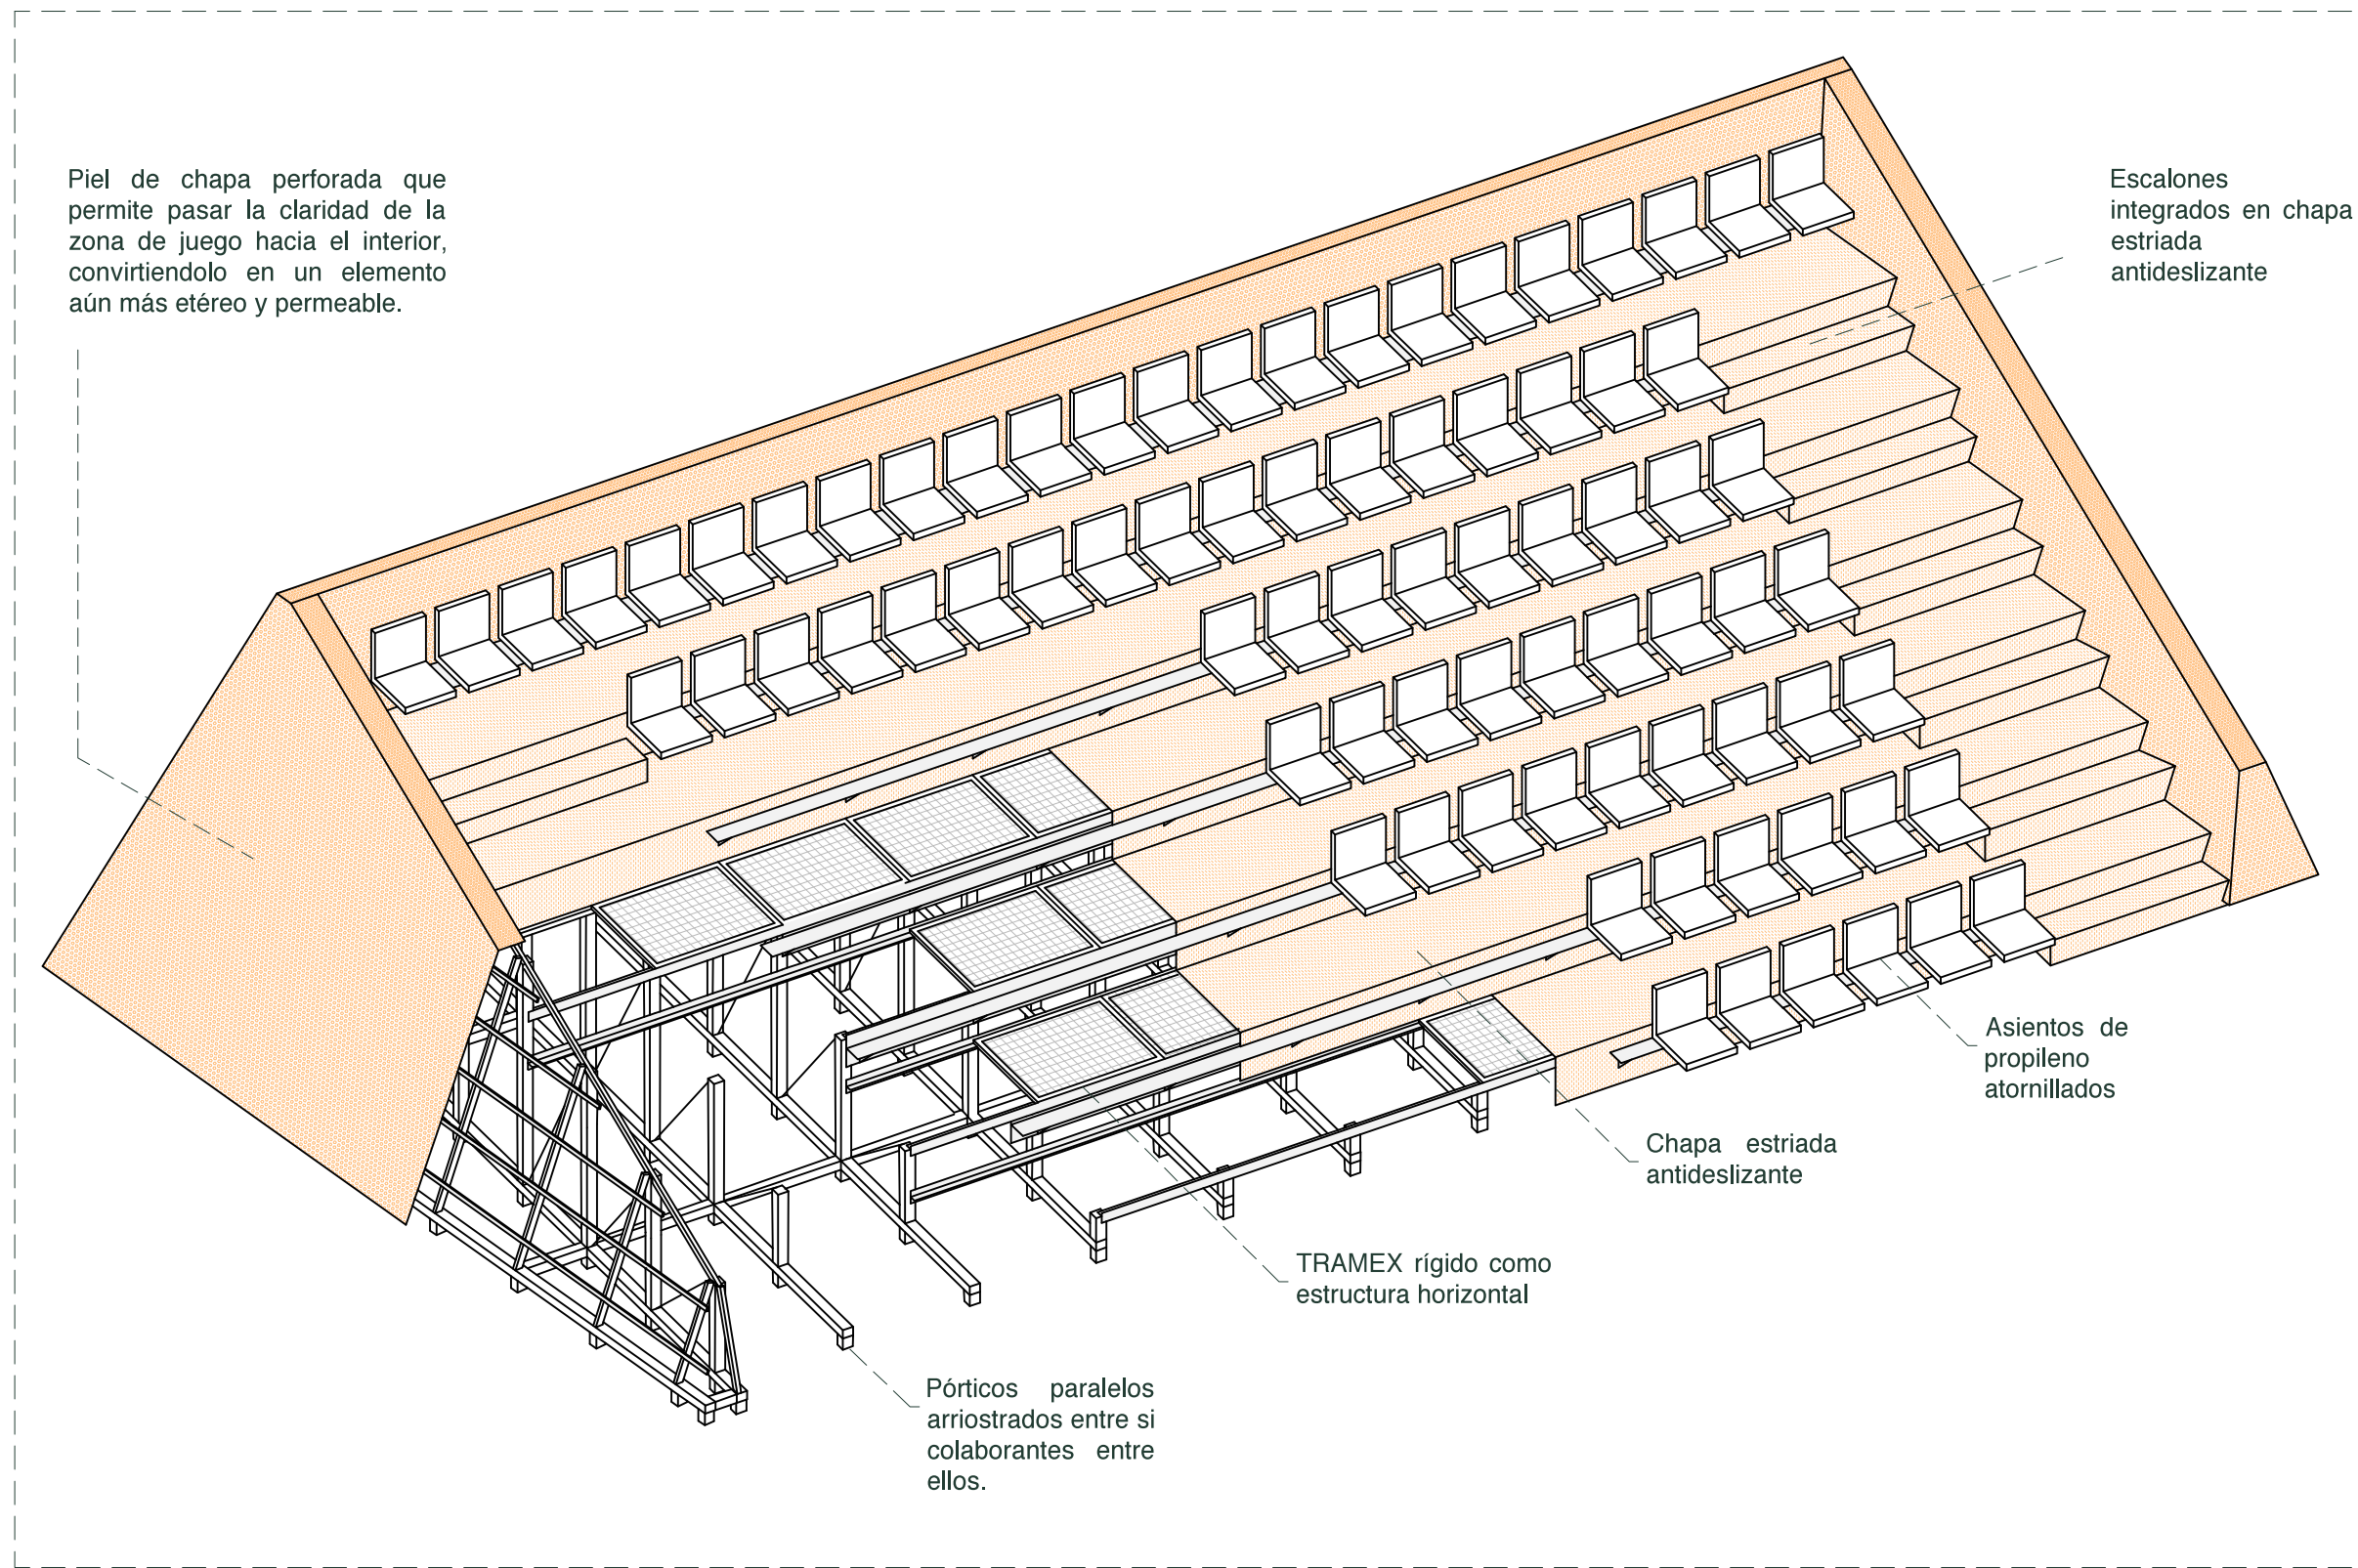 Piel de chapa perforada que
permite pasar la claridad de la
zona de juego hacia el interior,
convirtiendolo en un elemento
aún más etéreo y permeable.
Escalones
integrados en chapa
estriada
antideslizante
Asientos de
propileno
atornillados
Chapa estriada
antideslizante
TRAMEX rígido como
estructura horizontal
Pórticos paralelos
arriostrados entre si
colaborantes entre
ellos.